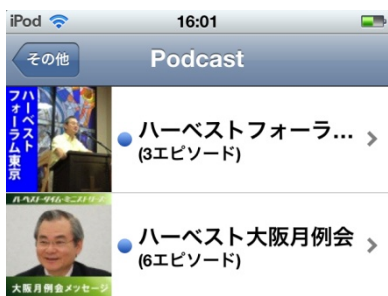 iPod
16:01
その他
Podcast
ハーベスト
フォーラム東京
ハーベストフォーラ...
(3エピソード)
ハーベスト・タイム・ミニストリーズ
大阪月例会メッセージ
ハーベスト大阪月例会
(6エピソード)